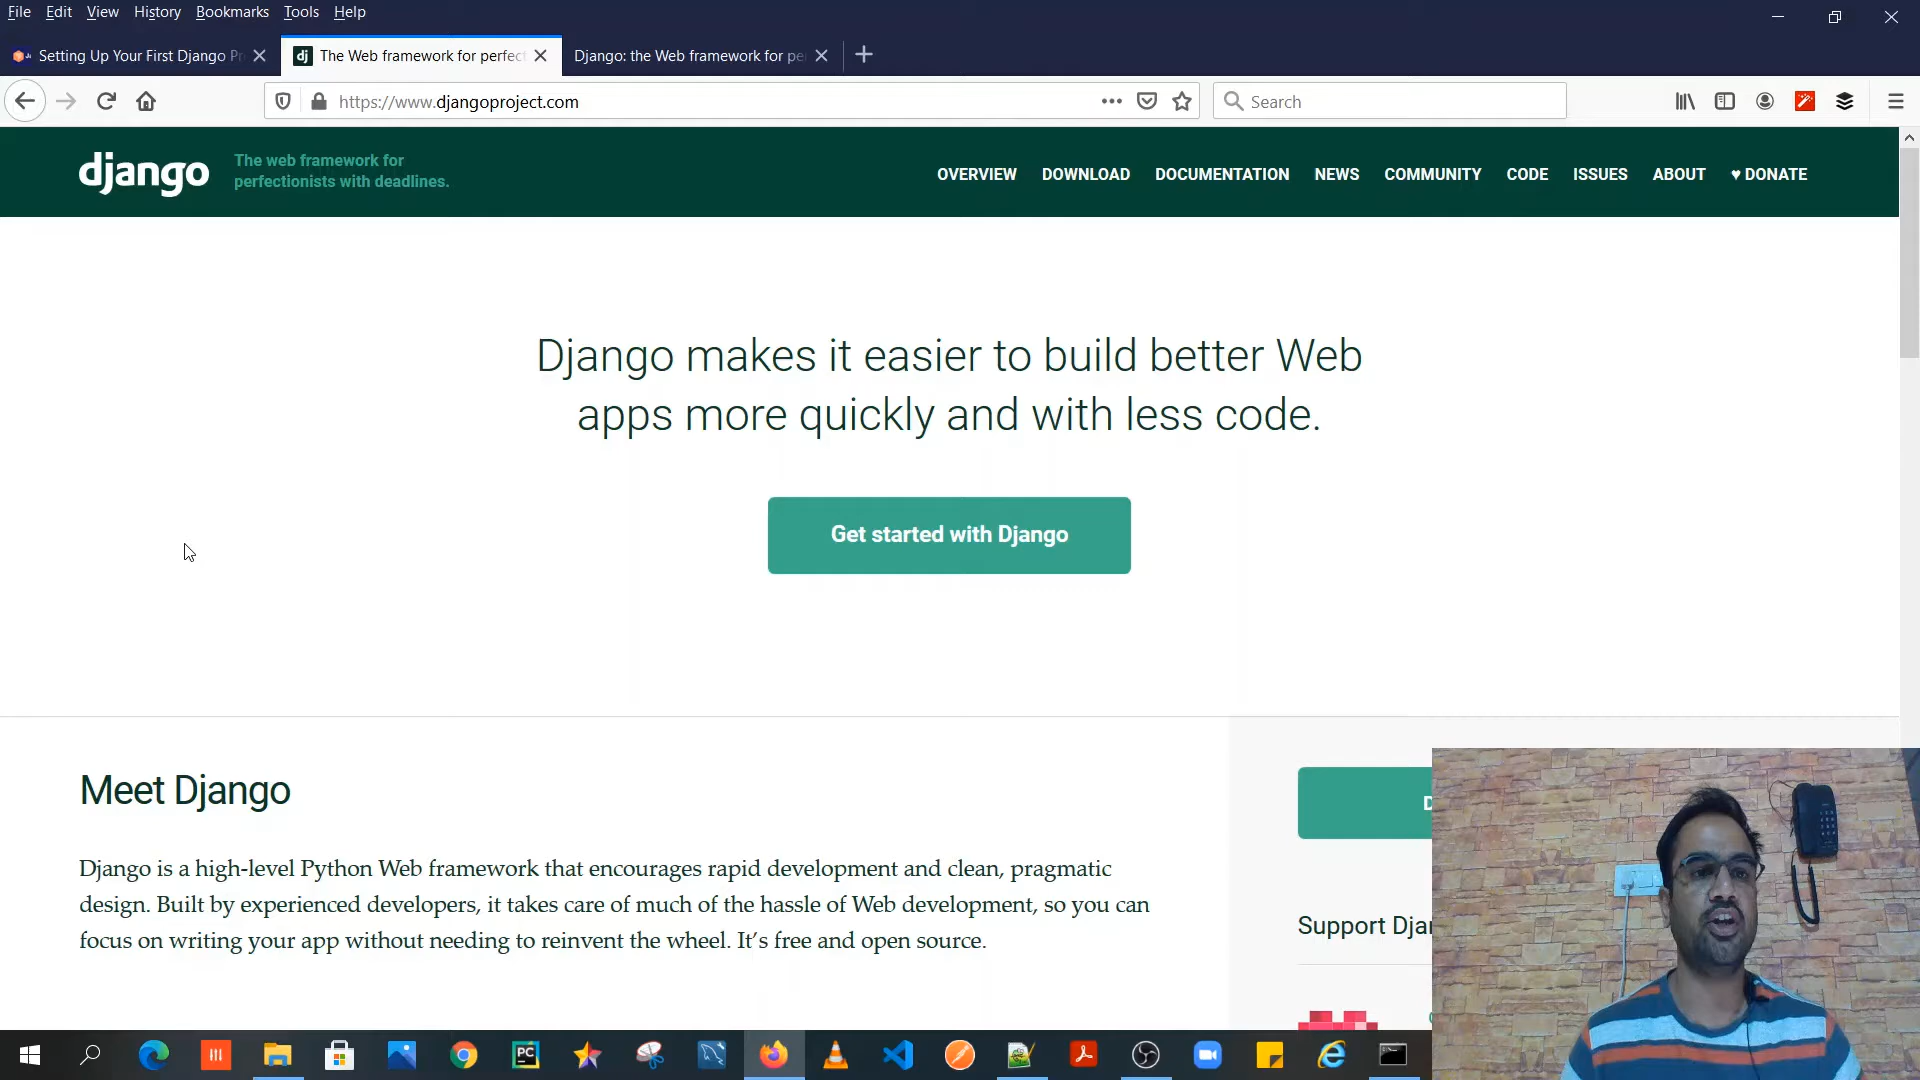 File Edit View History Bookmarks Tools Help
Setting Up Your First Django Pr
The Web framework for perfect
Django: the Web framework for pe
https://www.djangoproject.com
Search
django
The web framework for
perfectionists with deadlines.
OVERVIEW DOWNLOAD DOCUMENTATION NEWS COMMUNITY CODE ISSUES ABOUT ♥ DONATE
Django makes it easier to build better Web
apps more quickly and with less code.
Get started with Django
Meet Django
Django is a high-level Python Web framework that encourages rapid development and clean, pragmatic
design. Built by experienced developers, it takes care of much of the hassle of Web development, so you can
focus on writing your app without needing to reinvent the wheel. It’s free and open source.
Support Djan